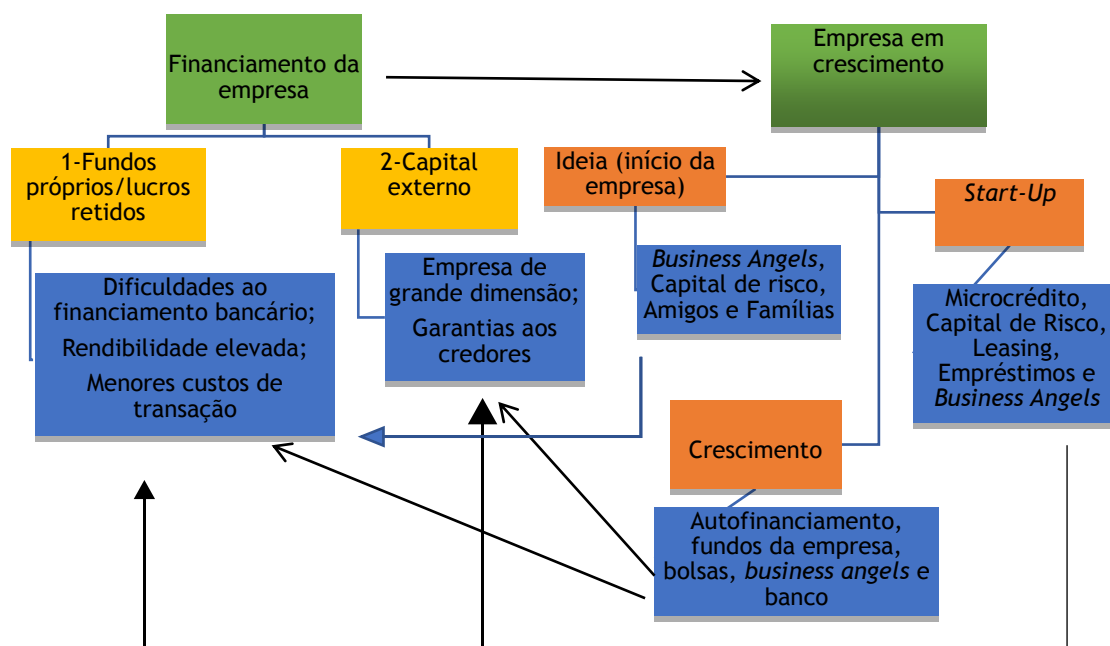 Financiamento da
empresa
Empresa em
crescimento
1-Fundos
próprios/lucros
retidos
2-Capital
externo
Ideia (início da
empresa)
Start-Up
Dificuldades ao
financiamento bancário;
Rendibilidade elevada;
Menores custos de
transação
Empresa de
grande dimensão;
Garantias aos
credores
Business Angels,
Capital de risco,
Amigos e Famílias
Microcrédito,
Capital de Risco,
Leasing,
Empréstimos e
Business Angels
Crescimento
Autofinanciamento,
fundos da empresa,
bolsas, business angels e
banco